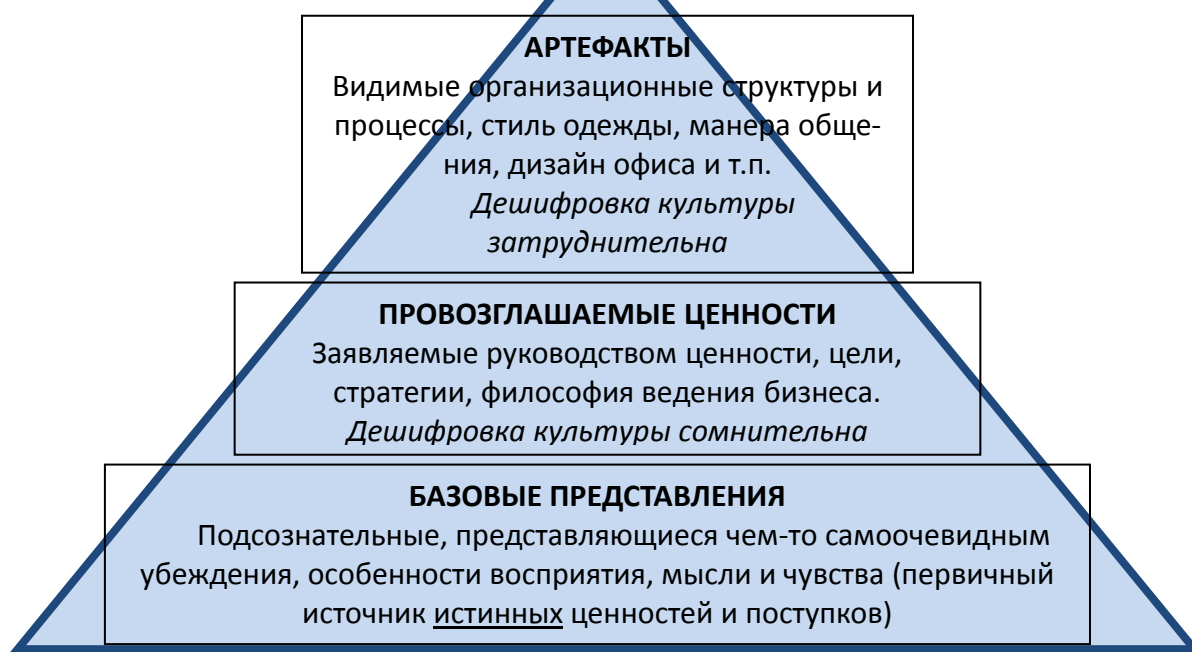 АРТЕФАКТЫ
Видимые организационные структуры и
процессы, стиль одежды, манера обще-
ния, дизайн офиса и т.п.
Дешифровка культуры
затруднительна
ПРОВОЗГЛАШАЕМЫЕ ЦЕННОСТИ
Заявляемые руководством ценности, цели,
стратегии, философия ведения бизнеса.
Дешифровка культуры сомнительна
БАЗОВЫЕ ПРЕДСТАВЛЕНИЯ
Подсознательные, представляющиеся чем-то самоочевидным
убеждения, особенности восприятия, мысли и чувства (первичный
источник истинных ценностей и поступков)